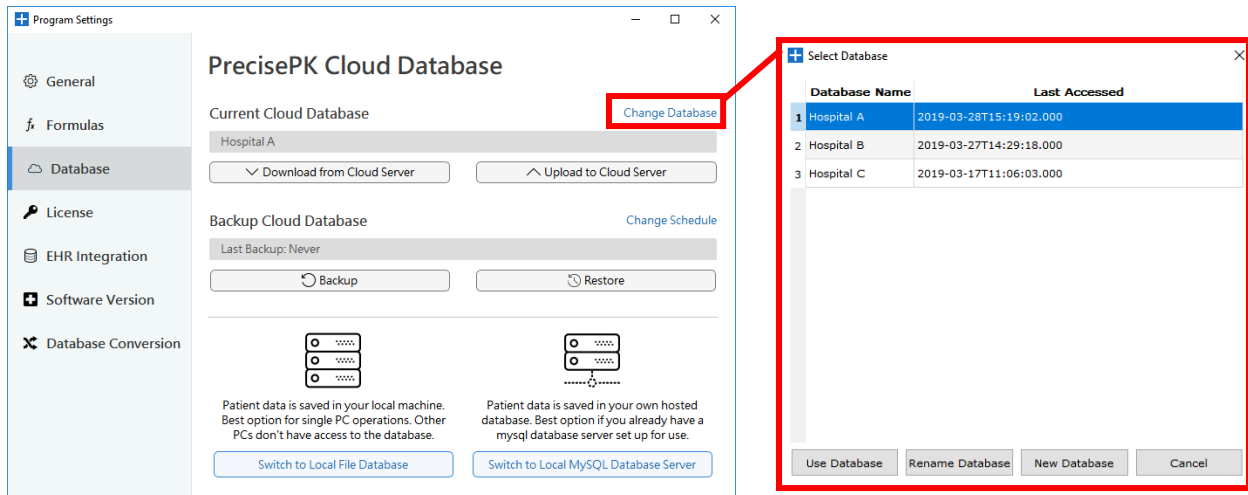 Program Settings
General
Formulas
Database
License
EHR Integration
Software Version
Database Conversion
PrecisePK Cloud Database
Current Cloud Database
Change Database
Hospital A
Download from Cloud Server
Upload to Cloud Server
Backup Cloud Database
Change Schedule
Last Backup: Never
Backup
Restore
Patient data is saved in your local machine.
Best option for single PC operations. Other
PCs don't have access to the database.
Switch to Local File Database
Patient data is saved in your own hosted
database. Best option if you already have a
mysql database server set up for use.
Switch to Local MySQL Database Server
Select Database
Database Name Last Accessed
1 Hospital A 2019-03-28T15:19:02.000
2 Hospital B 2019-03-27T14:29:18.000
3 Hospital C 2019-03-17T11:06:03.000
Use Database
Rename Database
New Database
Cancel